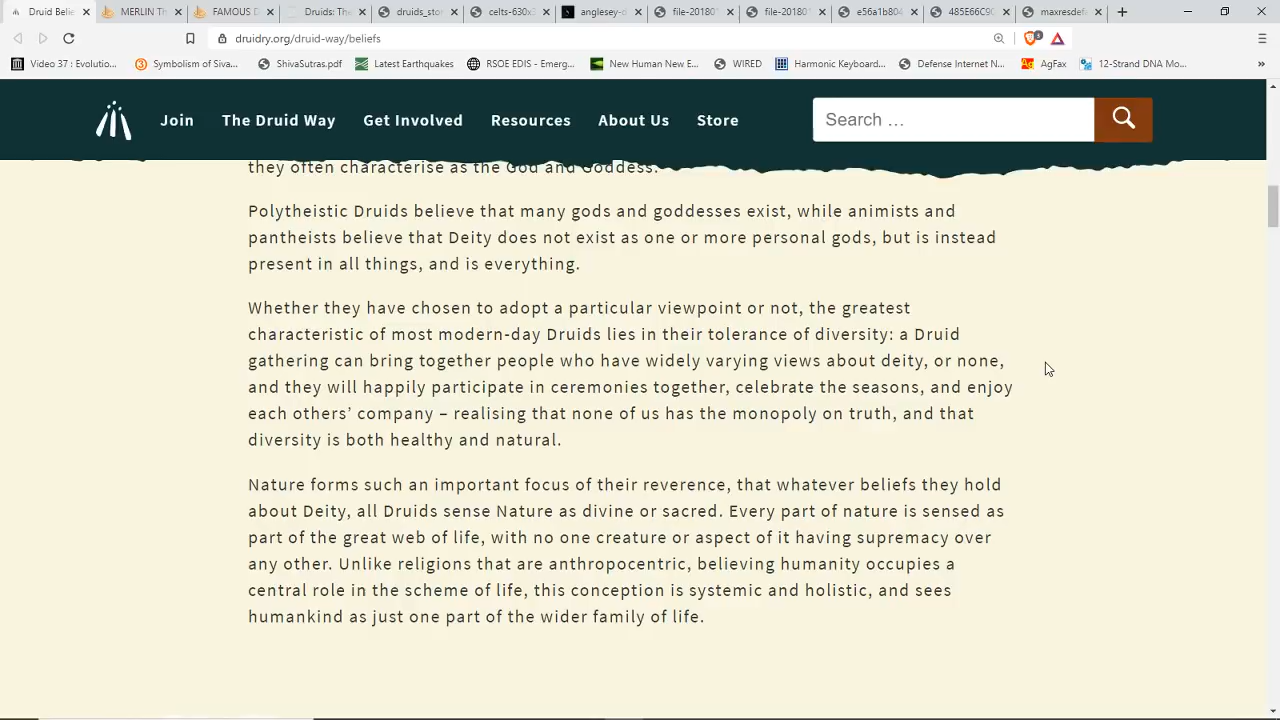 Druid Belie
MERLIN Th
FAMOUS D
Druids: The
druids_sto
celts-630x
anglesey-d
file-20180
file-20180
e56a1b804
485E66C90
maxresdef
druidry.org/druid-way/beliefs
3
Video 37 : Evolutio...
Symbolism of Siva...
ShivaSutras.pdf
Latest Earthquakes
RSOE EDIS - Emerg...
New Human New E...
WIRED
Harmonic Keyboard...
Defense Internet N...
AgFax
12-Strand DNA Mo...
»
Join
The Druid Way
Get Involved
Resources
About Us
Store
Search …
they often characterise as the God and Goddess.
Polytheistic Druids believe that many gods and goddesses exist, while animists and
pantheists believe that Deity does not exist as one or more personal gods, but is instead
present in all things, and is everything.
Whether they have chosen to adopt a particular viewpoint or not, the greatest
characteristic of most modern-day Druids lies in their tolerance of diversity: a Druid
gathering can bring together people who have widely varying views about deity, or none,
and they will happily participate in ceremonies together, celebrate the seasons, and enjoy
each others’ company – realising that none of us has the monopoly on truth, and that
diversity is both healthy and natural.
Nature forms such an important focus of their reverence, that whatever beliefs they hold
about Deity, all Druids sense Nature as divine or sacred. Every part of nature is sensed as
part of the great web of life, with no one creature or aspect of it having supremacy over
any other. Unlike religions that are anthropocentric, believing humanity occupies a
central role in the scheme of life, this conception is systemic and holistic, and sees
humankind as just one part of the wider family of life.